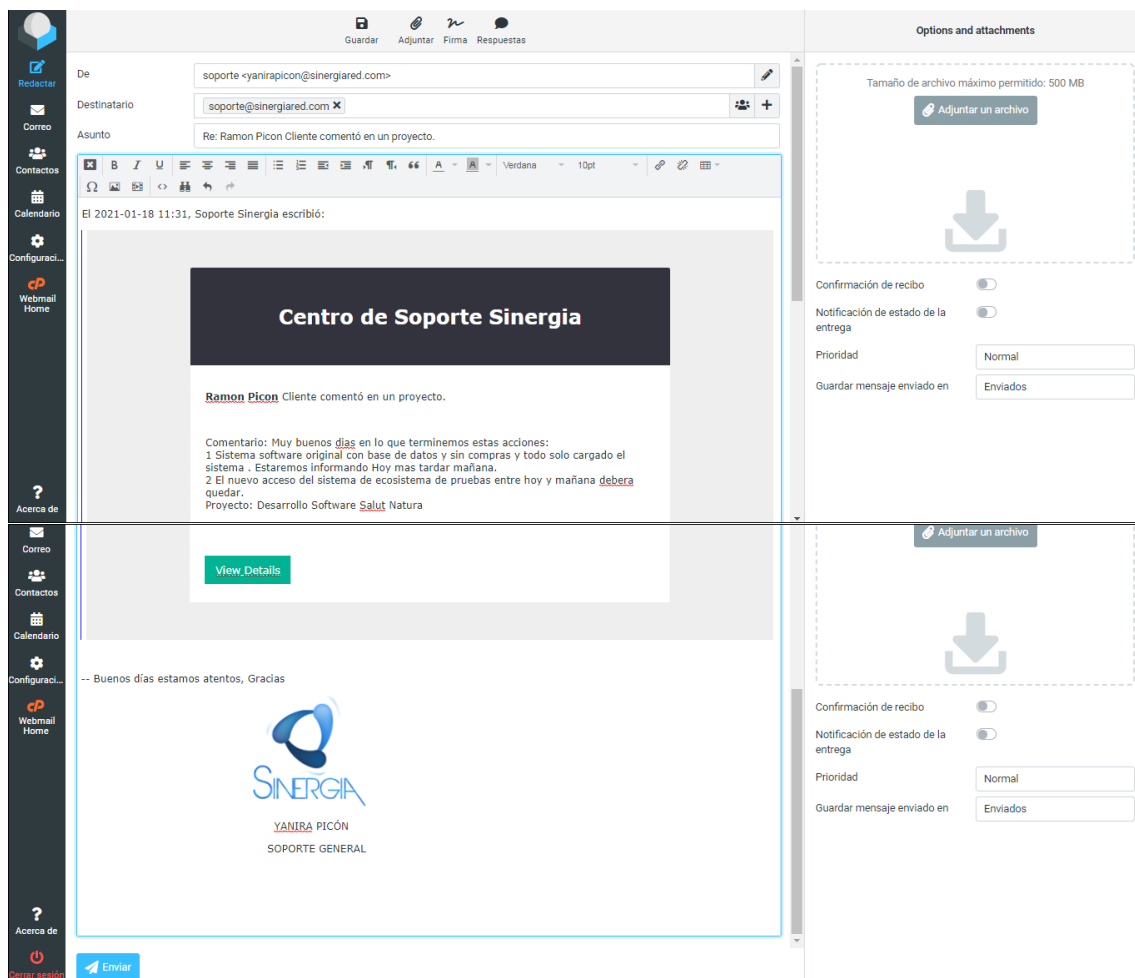 Guardar Adjuntar Firma Respuestas
Options and attachments
Redactar
Correo
Contactos
Calendario
Configuraci...
Webmail
Home
Acerca de
De
soporte <yanirapicon@sinergiared.com>
Destinatario
soporte@sinergiared.com
Asunto
Re: Ramon Picon Cliente comentó en un proyecto.
Verdana 10pt
El 2021-01-18 11:31, Soporte Sinergia escribió:
Centro de Soporte Sinergia
Ramon Picon Cliente comentó en un proyecto.
Comentario: Muy buenos dias en lo que terminemos estas acciones:
1 Sistema software original con base de datos y sin compras y todo solo cargado el
sistema . Estaremos informando Hoy mas tardar mañana.
2 El nuevo acceso del sistema de ecosistema de pruebas entre hoy y mañana debera
quedar.
Proyecto: Desarrollo Software Salut Natura
Tamaño de archivo máximo permitido: 500 MB
Adjuntar un archivo
Confirmación de recibo
Notificación de estado de la
entrega
Prioridad
Normal
Guardar mensaje enviado en
Enviados
Correo
Contactos
Calendario
Configuraci...
Webmail
Home
Acerca de
Cerrar sesión
View Details
-- Buenos días estamos atentos, Gracias
SINERGIA
YANIRA PICÓN
SOPORTE GENERAL
Enviar
Adjuntar un archivo
Confirmación de recibo
Notificación de estado de la
entrega
Prioridad
Normal
Guardar mensaje enviado en
Enviados